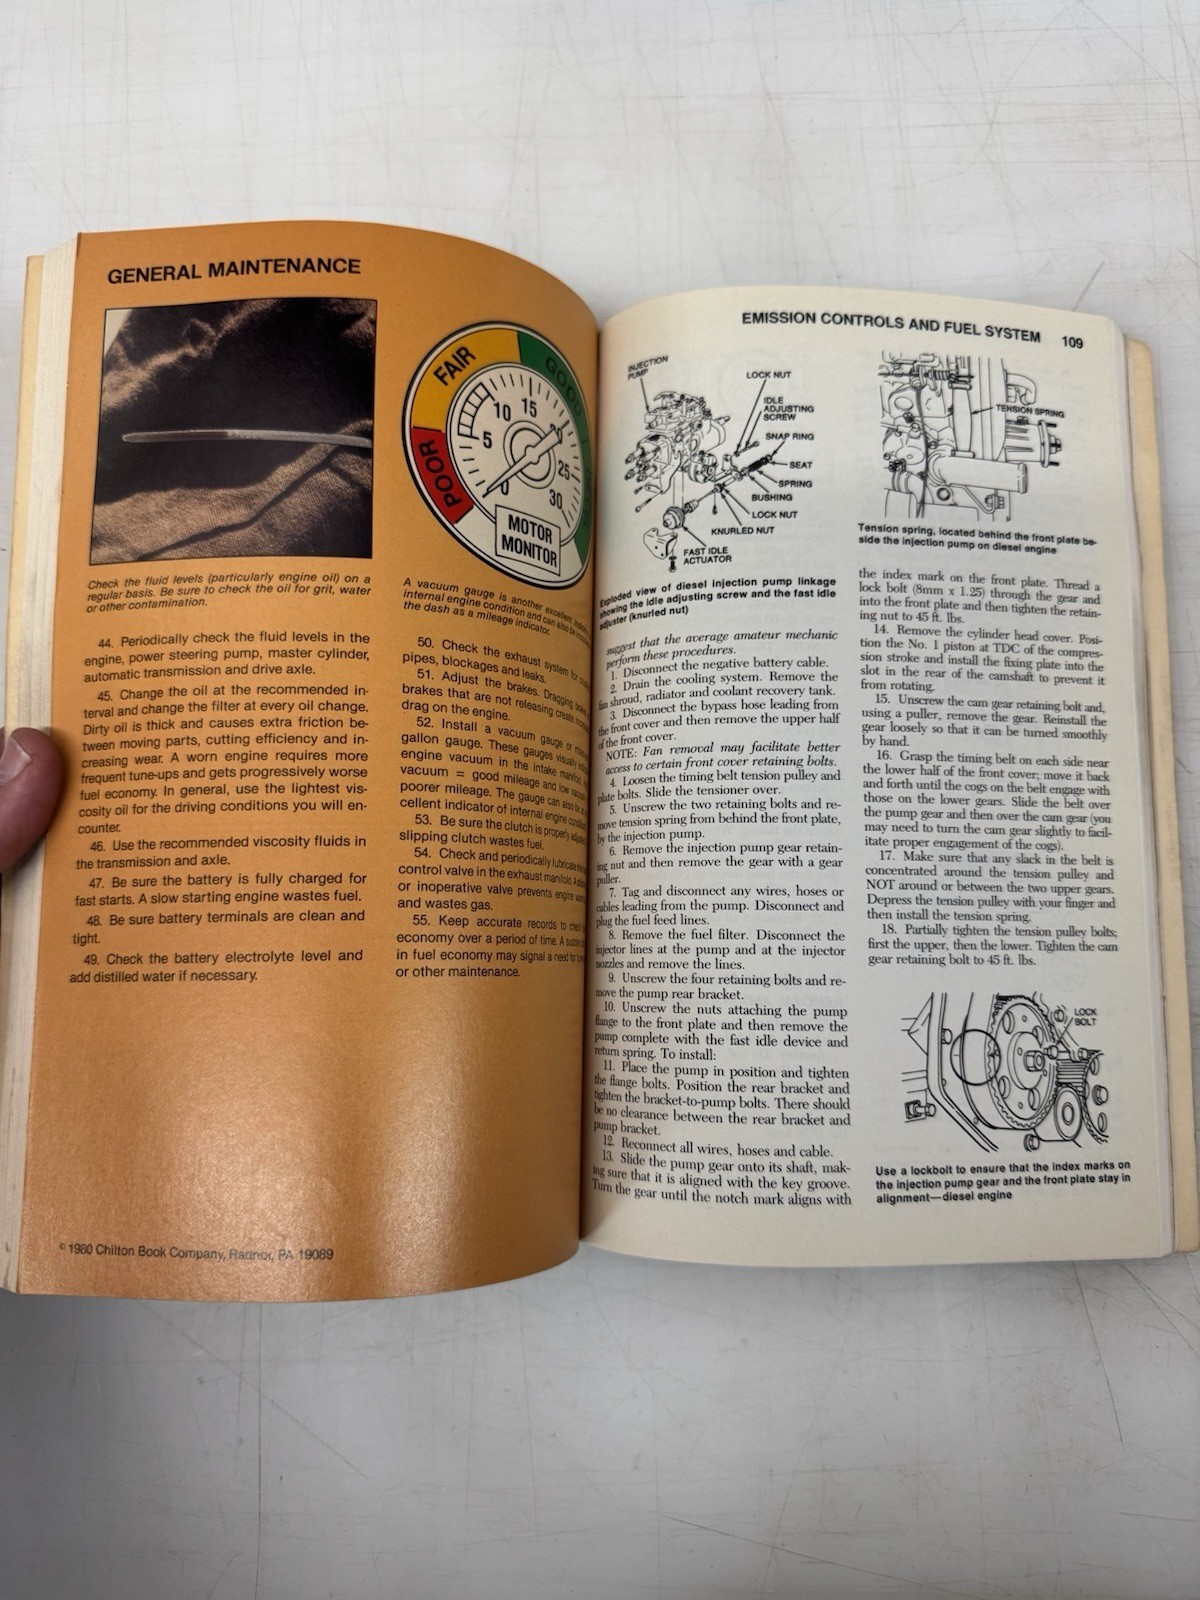 GENERAL MAINTENANCE
FAIR
GOOD
POOR
0
5
10
15
20
25
30
MOTOR
MONITOR
Check the fluid levels (particularly engine oil) on a
regular basis. Be sure to check the oil for grit, water
or other contamination.
A vacuum gauge is another excellent
internal engine condition and can also be
the dash as a mileage indicator.
44. Periodically check the fluid levels in the
engine, power steering pump, master cylinder,
automatic transmission and drive axle.
45. Change the oil at the recommended in-
terval and change the filter at every oil change.
Dirty oil is thick and causes extra friction be-
tween moving parts, cutting efficiency and in-
creasing wear. A worn engine requires more
frequent tune-ups and gets progressively worse
fuel economy. In general, use the lightest vis-
cosity oil for the driving conditions you will en-
counter.
46. Use the recommended viscosity fluids in
the transmission and axle.
47. Be sure the battery is fully charged for
fast starts. A slow starting engine wastes fuel.
48. Be sure battery terminals are clean and
tight.
49. Check the battery electrolyte level and
add distilled water if necessary.
50. Check the exhaust system for
pipes, blockages and leaks.
51. Adjust the brakes. Dragging
brakes that are not releasing create
drag on the engine.
52. Install a vacuum gauge or
gallon gauge. These gauges visually
engine vacuum in the intake manifold.
vacuum = good mileage and low
poorer mileage. The gauge can also be
cellent indicator of internal engine
53. Be sure the clutch is properly
slipping clutch wastes fuel.
54. Check and periodically lubricate the
control valve in the exhaust manifold. A
or inoperative valve prevents engine
and wastes gas.
55. Keep accurate records to check
economy over a period of time. A sudden
in fuel economy may signal a need for
or other maintenance.
© 1980 Chilton Book Company, Radnor, PA 19089
EMISSION CONTROLS AND FUEL SYSTEM 109
INJECTION
PUMP
LOCK NUT
IDLE
ADJUSTING
SCREW
SNAP RING
SEAT
SPRING
BUSHING
LOCK NUT
KNURLED NUT
FAST IDLE
ACTUATOR
Exploded view of diesel injection pump linkage
showing the idle adjusting screw and the fast idle
adjuster (knurled nut)
suggest that the average amateur mechanic
perform these procedures.
1. Disconnect the negative battery cable.
2. Drain the cooling system. Remove the
fan shroud, radiator and coolant recovery tank.
3. Disconnect the bypass hose leading from
the front cover and then remove the upper half
of the front cover.
NOTE: Fan removal may facilitate better
access to certain front cover retaining bolts.
4. Loosen the timing belt tension pulley and
plate bolts. Slide the tensioner over.
5. Unscrew the two retaining bolts and re-
move tension spring from behind the front plate,
by the injection pump.
6. Remove the injection pump gear retain-
ing nut and then remove the gear with a gear
puller.
7. Tag and disconnect any wires, hoses or
cables leading from the pump. Disconnect and
plug the fuel feed lines.
8. Remove the fuel filter. Disconnect the
injector lines at the pump and at the injector
nozzles and remove the lines.
9. Unscrew the four retaining bolts and re-
move the pump rear bracket.
10. Unscrew the nuts attaching the pump
flange to the front plate and then remove the
pump complete with the fast idle device and
return spring. To install:
11. Place the pump in position and tighten
the flange bolts. Position the rear bracket and
tighten the bracket-to-pump bolts. There should
be no clearance between the rear bracket and
pump bracket.
12. Reconnect all wires, hoses and cable.
13. Slide the pump gear onto its shaft, mak-
ing sure that it is aligned with the key groove.
Turn the gear until the notch mark aligns with
TENSION SPRING
Tension spring, located behind the front plate be-
side the injection pump on diesel engine
the index mark on the front plate. Thread a
lock bolt (8mm x 1.25) through the gear and
into the front plate and then tighten the retain-
ing nut to 45 ft. lbs.
14. Remove the cylinder head cover. Posi-
tion the No. 1 piston at TDC of the compres-
sion stroke and install the fixing plate into the
slot in the rear of the camshaft to prevent it
from rotating.
15. Unscrew the cam gear retaining bolt and,
using a puller, remove the gear. Reinstall the
gear loosely so that it can be turned smoothly
by hand.
16. Grasp the timing belt on each side near
the lower half of the front cover; move it back
and forth until the cogs on the belt engage with
those on the lower gears. Slide the belt over
the pump gear and then over the cam gear (you
may need to turn the cam gear slightly to facil-
itate proper engagement of the cogs).
17. Make sure that any slack in the belt is
concentrated around the tension pulley and
NOT around or between the two upper gears.
Depress the tension pulley with your finger and
then install the tension spring.
18. Partially tighten the tension pulley bolts;
first the upper, then the lower. Tighten the cam
gear retaining bolt to 45 ft. lbs.
LOCK
BOLT
Use a lockbolt to ensure that the index marks on
the injection pump gear and the front plate stay in
alignment—diesel engine